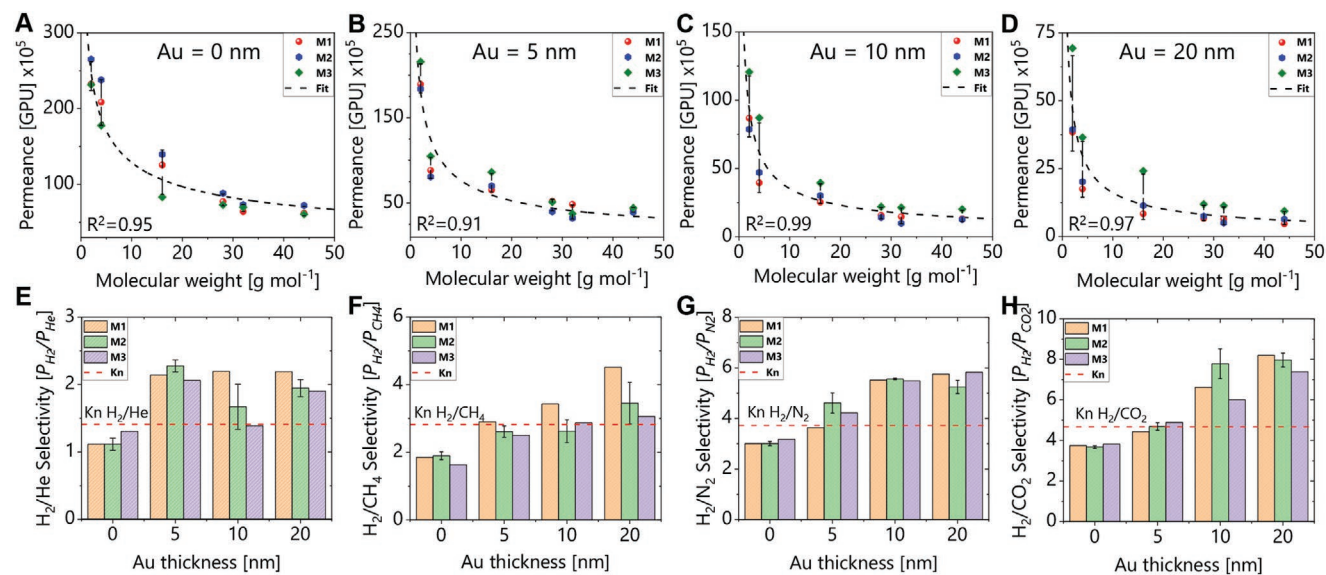 A
Au = 0 nm
M1
M2
M3
Fit
R²=0.95
300
200
100
0 10 20 30 40 50
Permeance [GPU] x10⁵
Molecular weight [g mol⁻¹]
B
Au = 5 nm
M1
M2
M3
Fit
R²=0.91
250
200
150
100
50
0 10 20 30 40 50
Permeance [GPU] x10⁵
Molecular weight [g mol⁻¹]
C
Au = 10 nm
M1
M2
M3
Fit
R²=0.99
150
125
100
75
50
25
0
0 10 20 30 40 50
Permeance [GPU] x10⁵
Molecular weight [g mol⁻¹]
D
Au = 20 nm
M1
M2
M3
Fit
R²=0.97
75
50
25
0
0 10 20 30 40 50
Permeance [GPU] x10⁵
Molecular weight [g mol⁻¹]
E
M1
M2
M3
Kn
Kn H₂/He
3
2
1
0
0 5 10 20
H₂/He Selectivity [P_H2/P_He]
Au thickness [nm]
F
M1
M2
M3
Kn
Kn H₂/CH₄
6
4
2
0
0 5 10 20
H₂/CH₄ Selectivity [P_H2/P_CH4]
Au thickness [nm]
G
M1
M2
M3
Kn
Kn H₂/N₂
8
6
4
2
0
0 5 10 20
H₂/N₂ Selectivity [P_H2/P_N2]
Au thickness [nm]
H
M1
M2
M3
Kn
Kn H₂/CO₂
10
8
6
4
2
0
0 5 10 20
H₂/CO₂ Selectivity [P_H2/P_CO2]
Au thickness [nm]